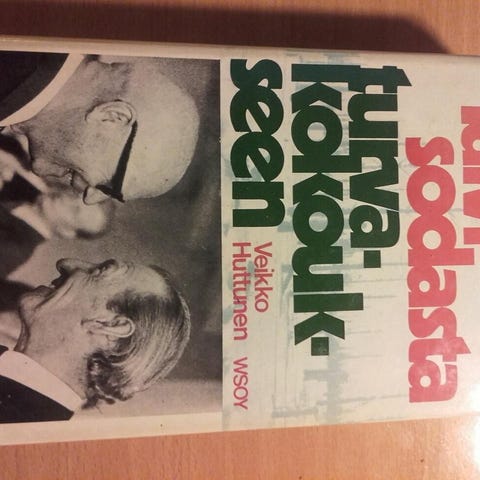 sodasta
turva-
kokouk-
seen
Veikko
Huttunen WSOY